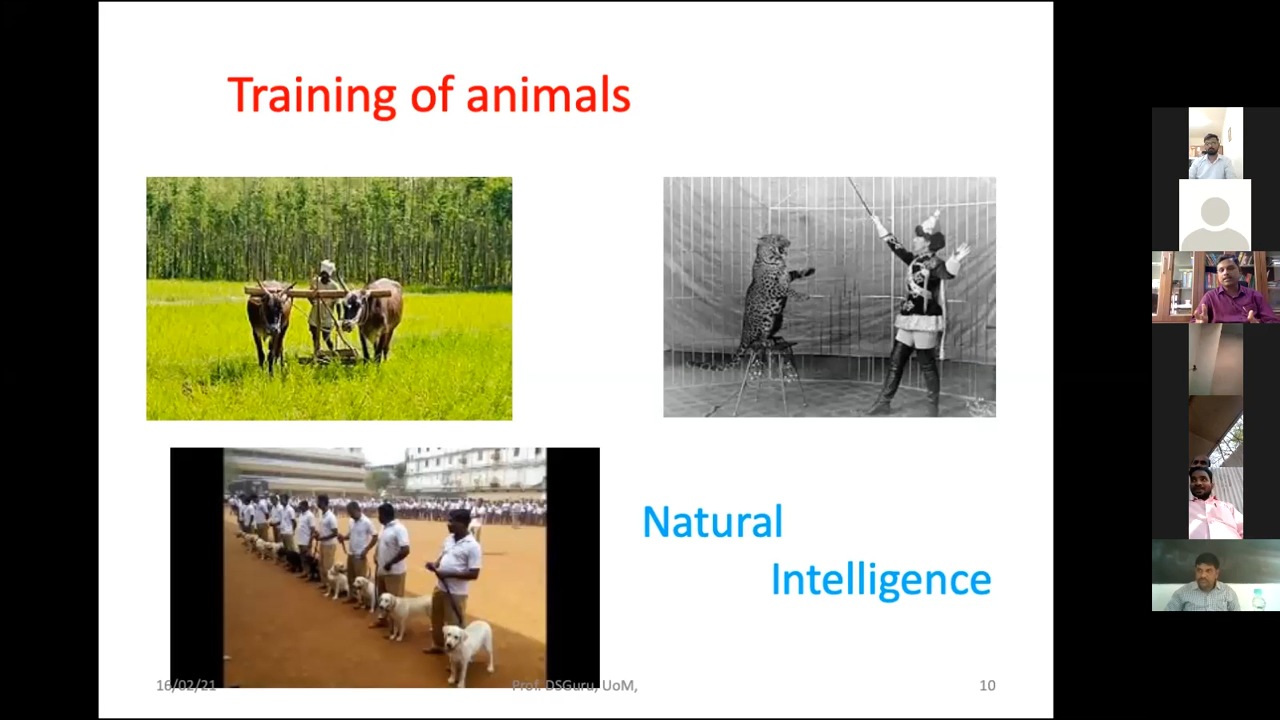 Training of animals
Natural
Intelligence
16/02/21
Prof. DSGuru, UoM,
10